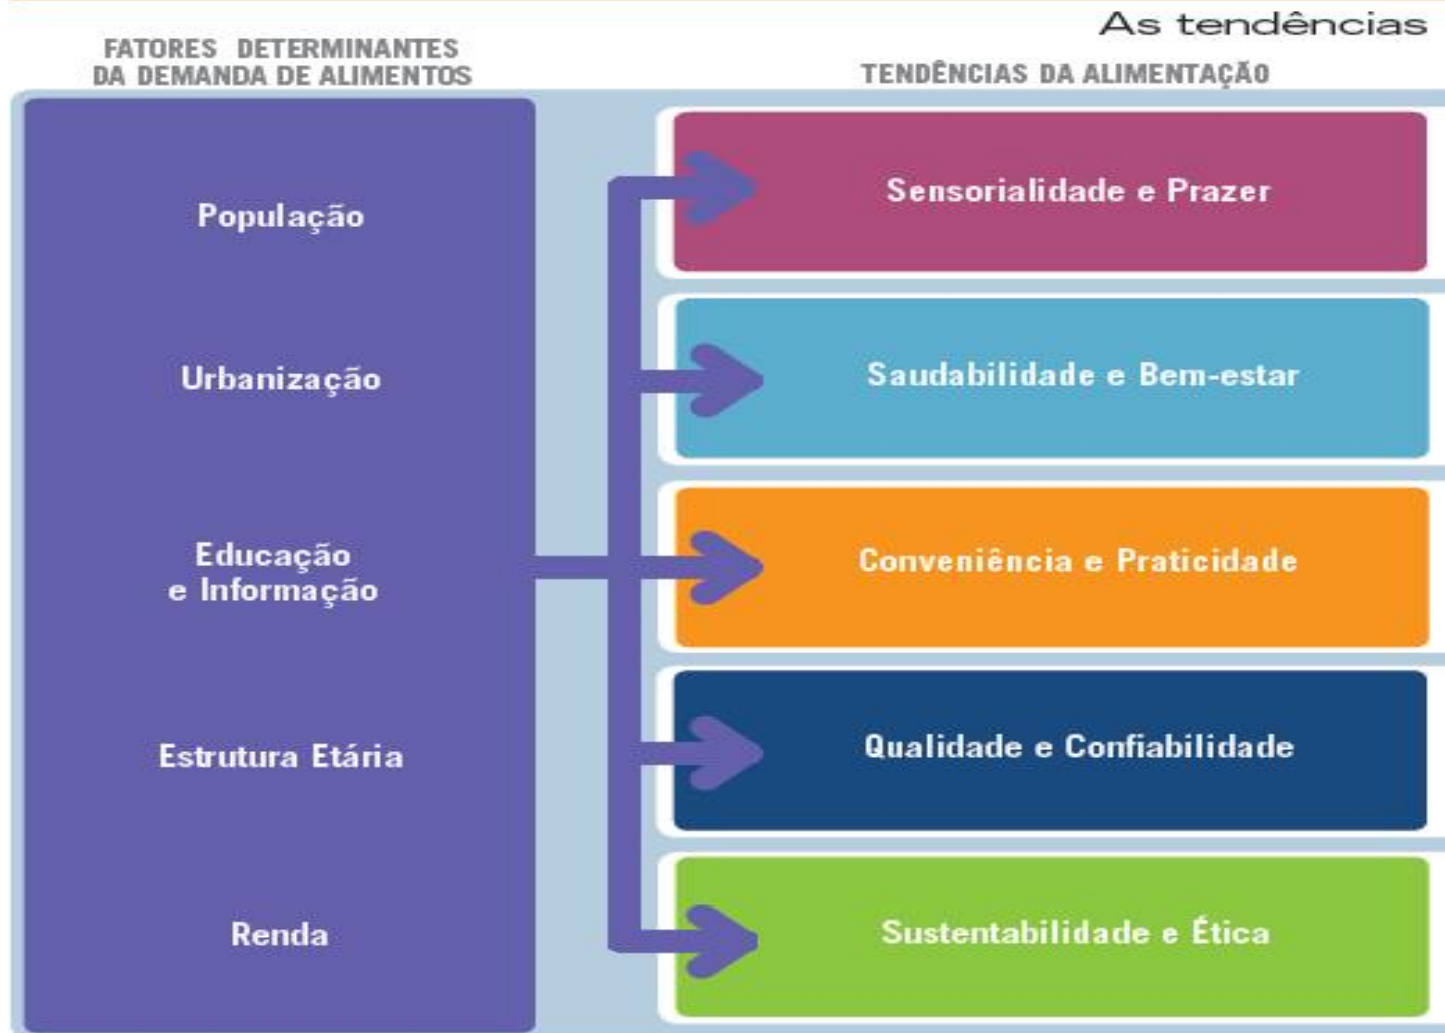 As tendências
FATORES DETERMINANTES
DA DEMANDA DE ALIMENTOS
TENDÊNCIAS DA ALIMENTAÇÃO
População
Urbanização
Educação
e Informação
Estrutura Etária
Renda
Sensorialidade e Prazer
Saudabilidade e Bem-estar
Conveniência e Praticidade
Qualidade e Confiabilidade
Sustentabilidade e Ética